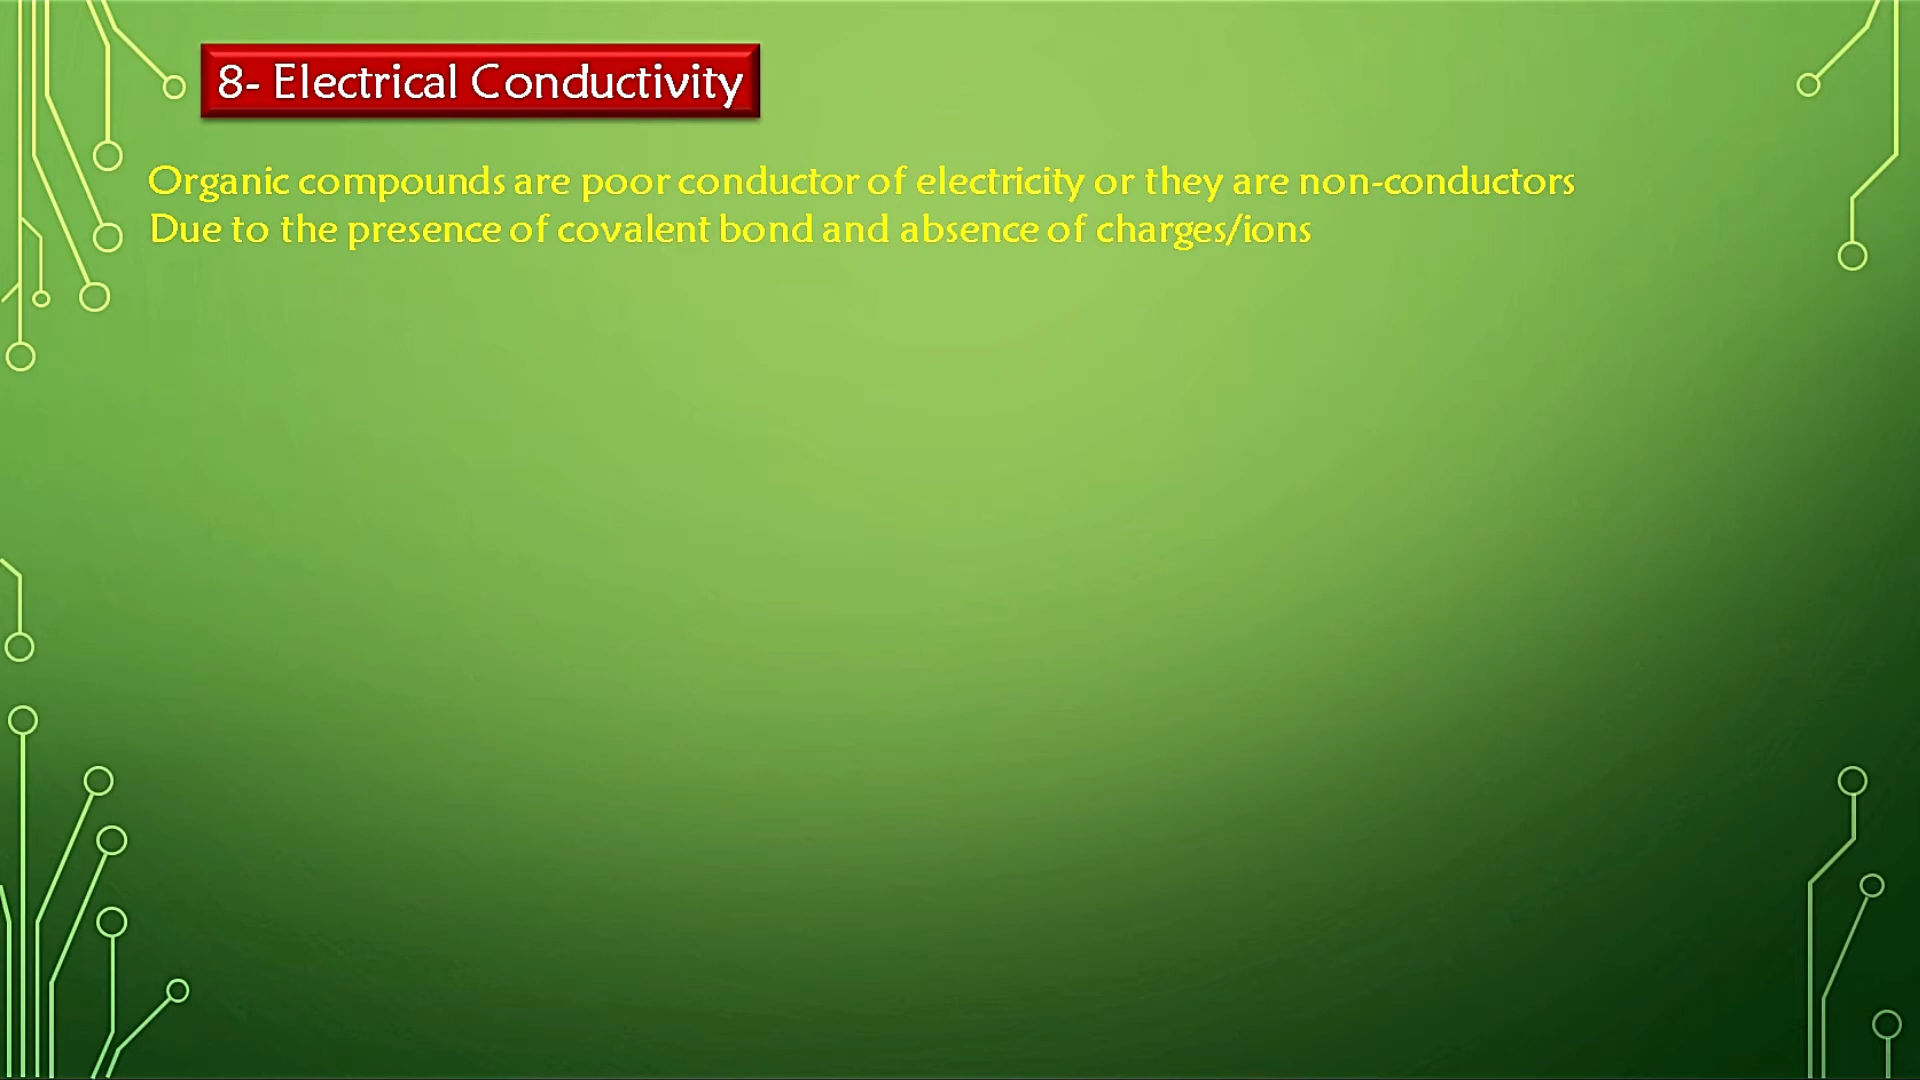 8- Electrical Conductivity
Organic compounds are poor conductor of electricity or they are non-conductors
Due to the presence of covalent bond and absence of charges/ions